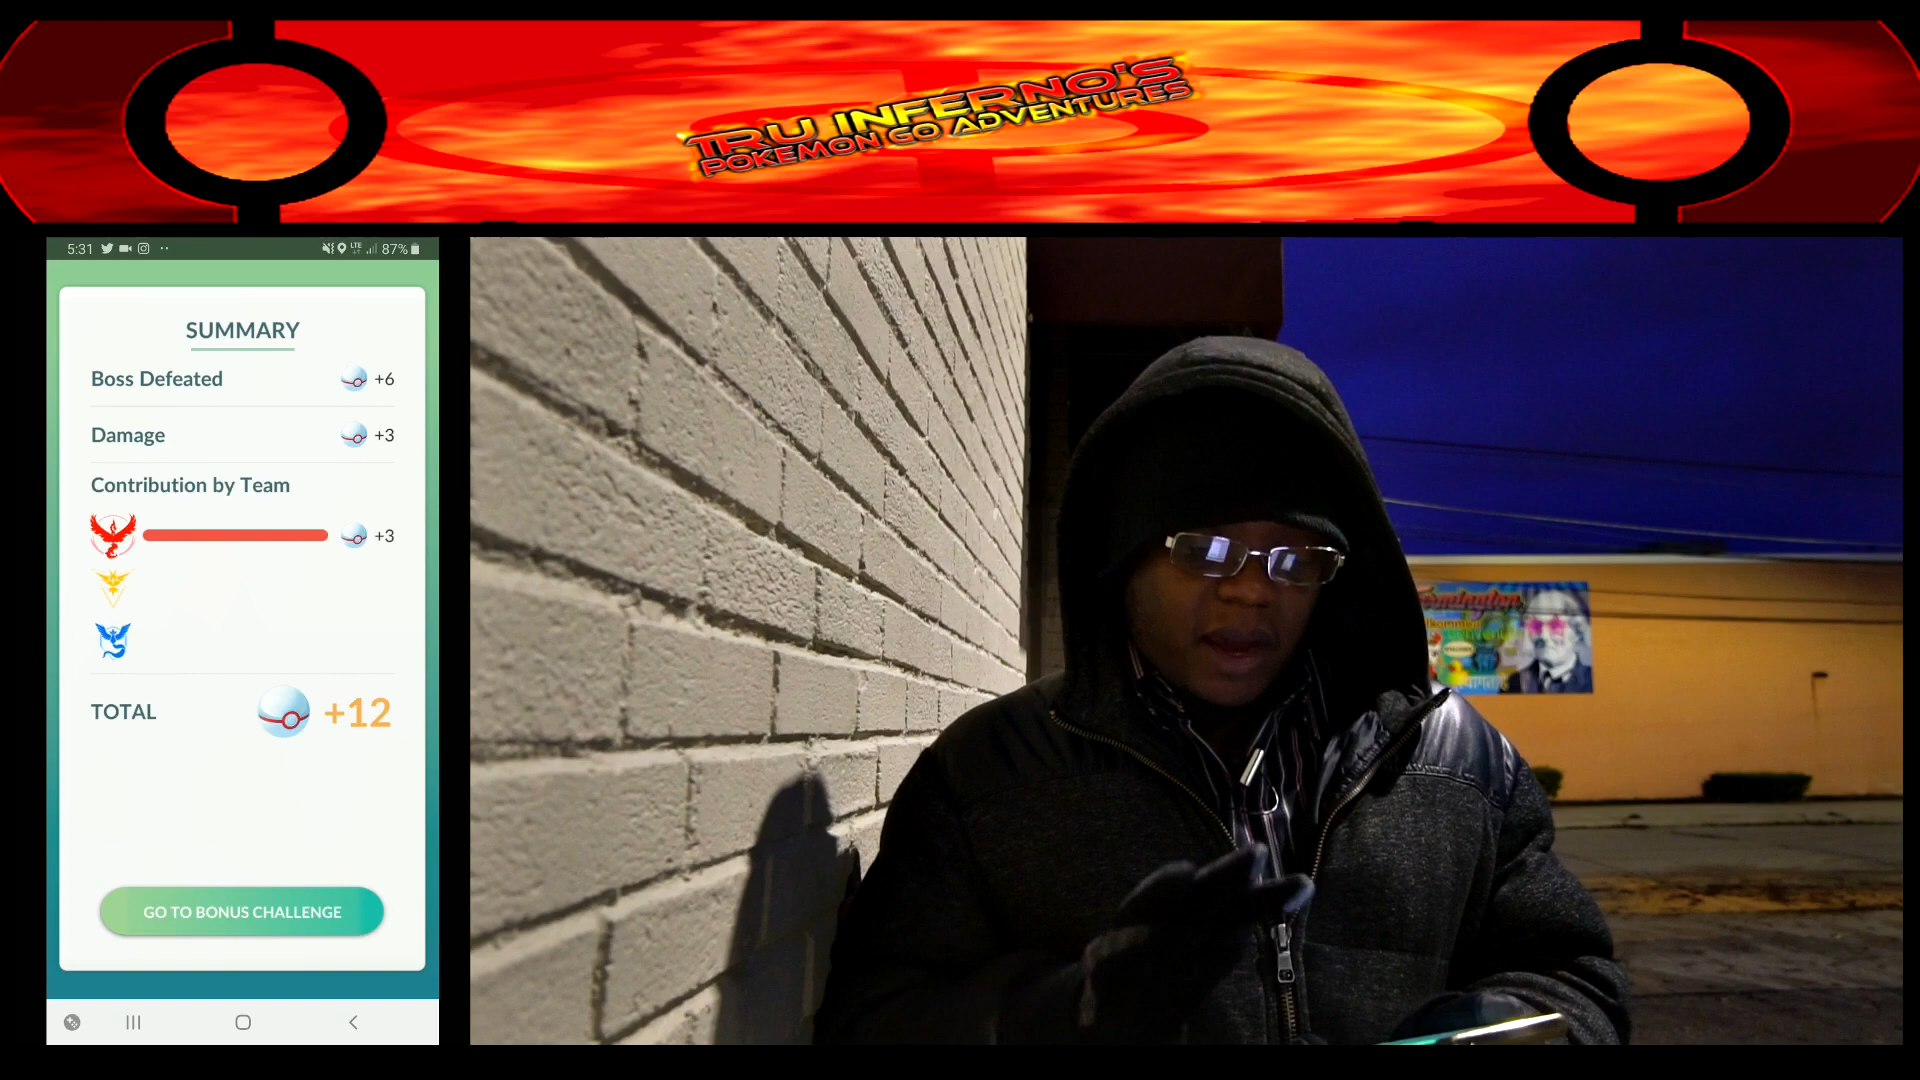 TRU INFERNO'S
POKEMON GO ADVENTURES
5:31
LTE
87%
SUMMARY
Boss Defeated
+6
Damage
+3
Contribution by Team
+3
TOTAL
+12
GO TO BONUS CHALLENGE